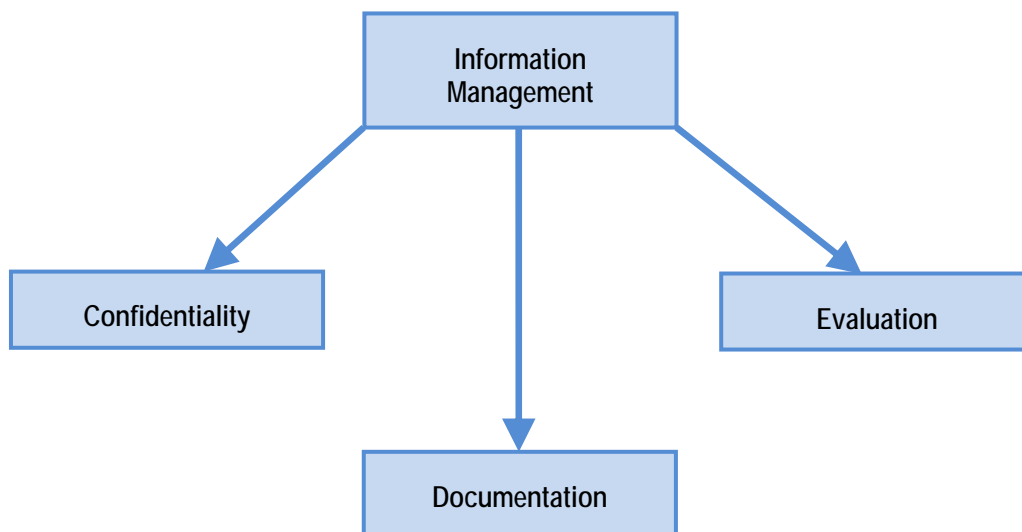 Information
Management
Confidentiality
Evaluation
Documentation